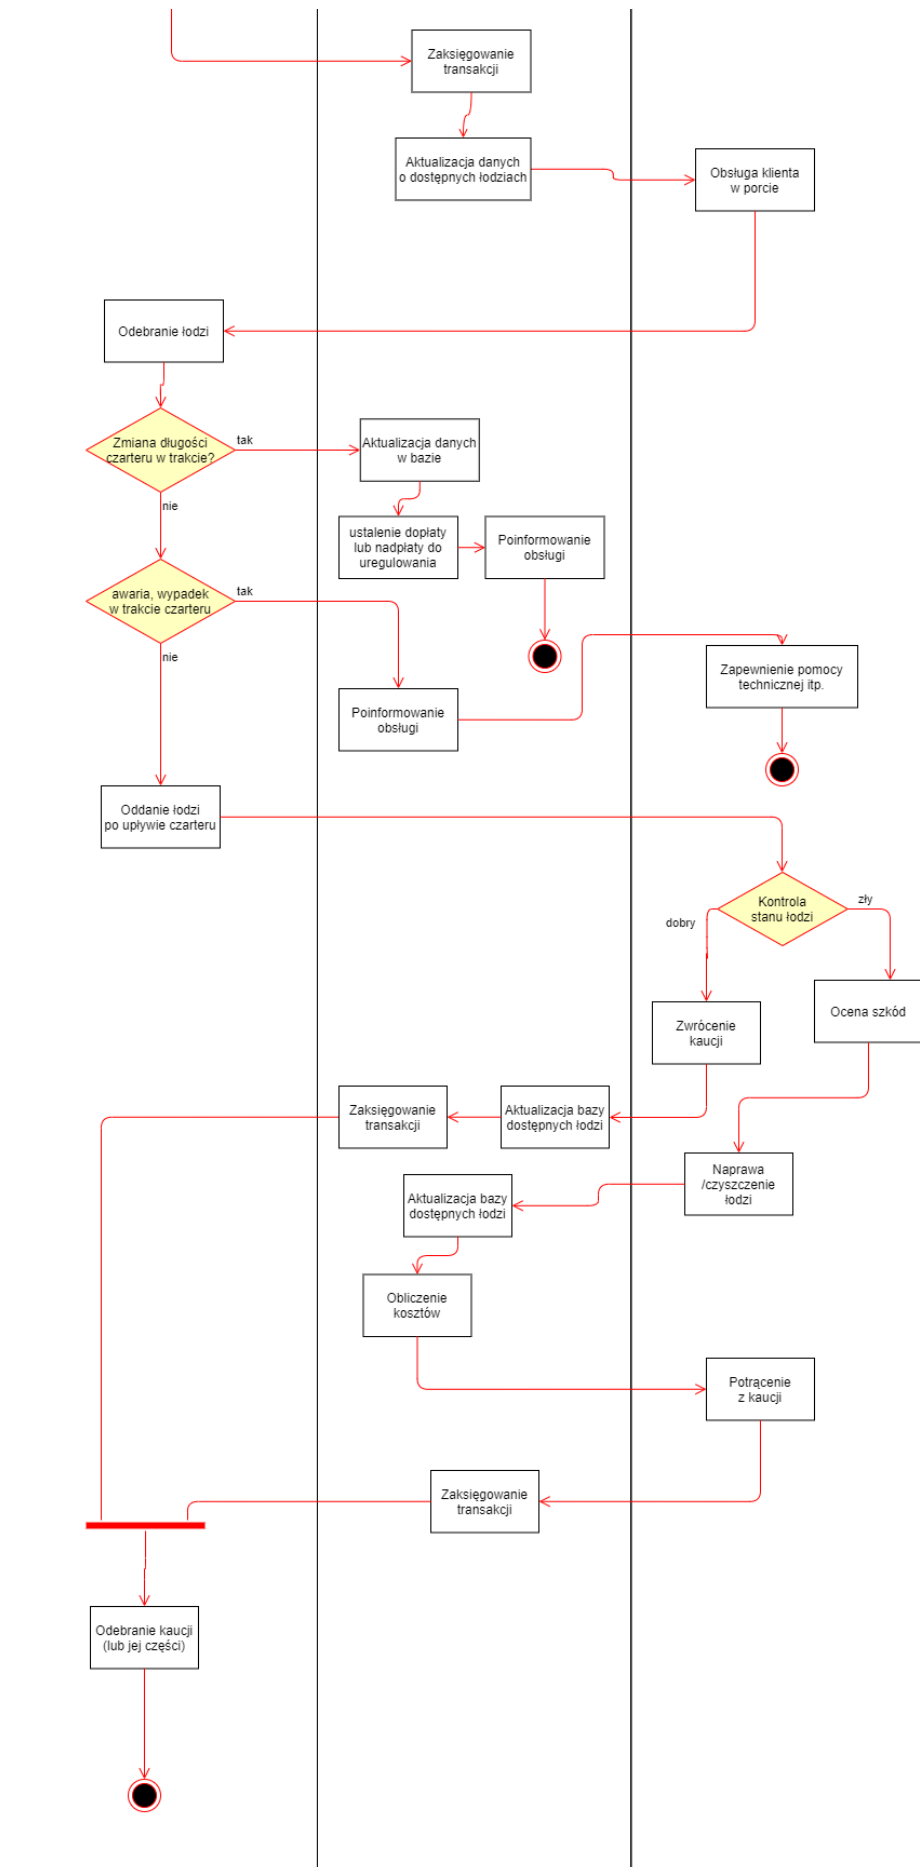 Zaksięgowanie
transakcji
Aktualizacja danych
o dostępnych łodziach
Obsługa klienta
w porcie
Odebranie łodzi
Zmiana długości
czarteru w trakcie?
tak
nie
Aktualizacja danych
w bazie
ustalenie dopłaty
lub nadpłaty do
uregulowania
Poinformowanie
obsługi
awaria, wypadek
w trakcie czarteru
tak
nie
Poinformowanie
obsługi
Zapewnienie pomocy
technicznej itp.
Oddanie łodzi
po upływie czarteru
Kontrola
stanu łodzi
dobry
zły
Zwrócenie
kaucji
Ocena szkód
Zaksięgowanie
transakcji
Aktualizacja bazy
dostępnych łodzi
Naprawa
/czyszczenie
łodzi
Aktualizacja bazy
dostępnych łodzi
Obliczenie
kosztów
Potrącenie
z kaucji
Zaksięgowanie
transakcji
Odebranie kaucji
(lub jej części)